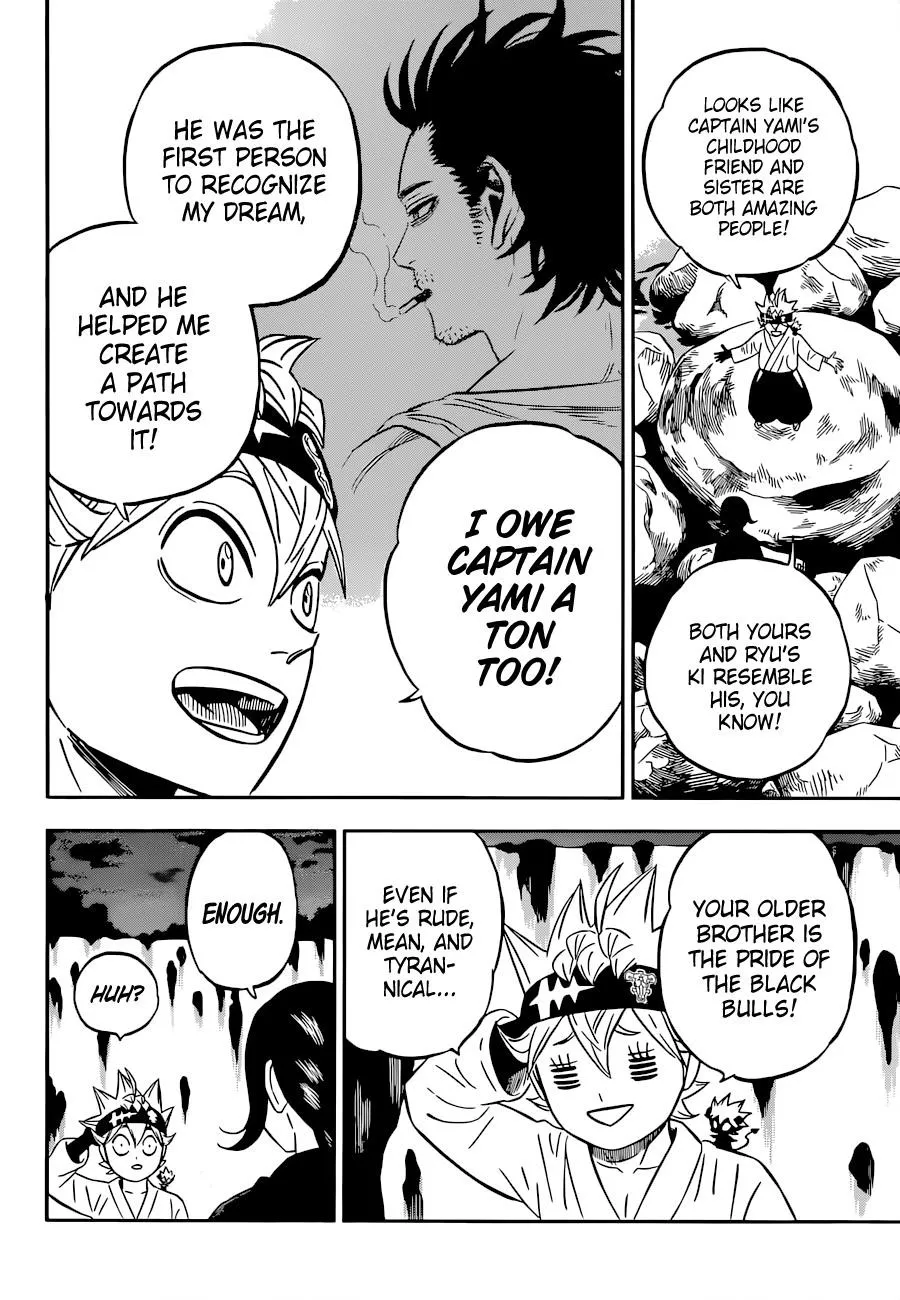 LOOKS LIKE
CAPTAIN YAMI'S
CHILDHOOD
FRIEND AND
SISTER ARE
BOTH AMAZING
PEOPLE!
BOTH YOURS
AND RYU'S
KI RESEMBLE
HIS, YOU
KNOW!
HE WAS THE
FIRST PERSON
TO RECOGNIZE
MY DREAM,
AND HE
HELPED ME
CREATE
A PATH
TOWARDS
IT!
I OWE
CAPTAIN
YAMI A
TON
TOO!
YOUR OLDER
BROTHER IS
THE PRIDE OF
THE BLACK
BULLS!
EVEN IF
HE'S RUDE,
MEAN, AND
TYRAN-
NICAL...
ENOUGH.
HUH?